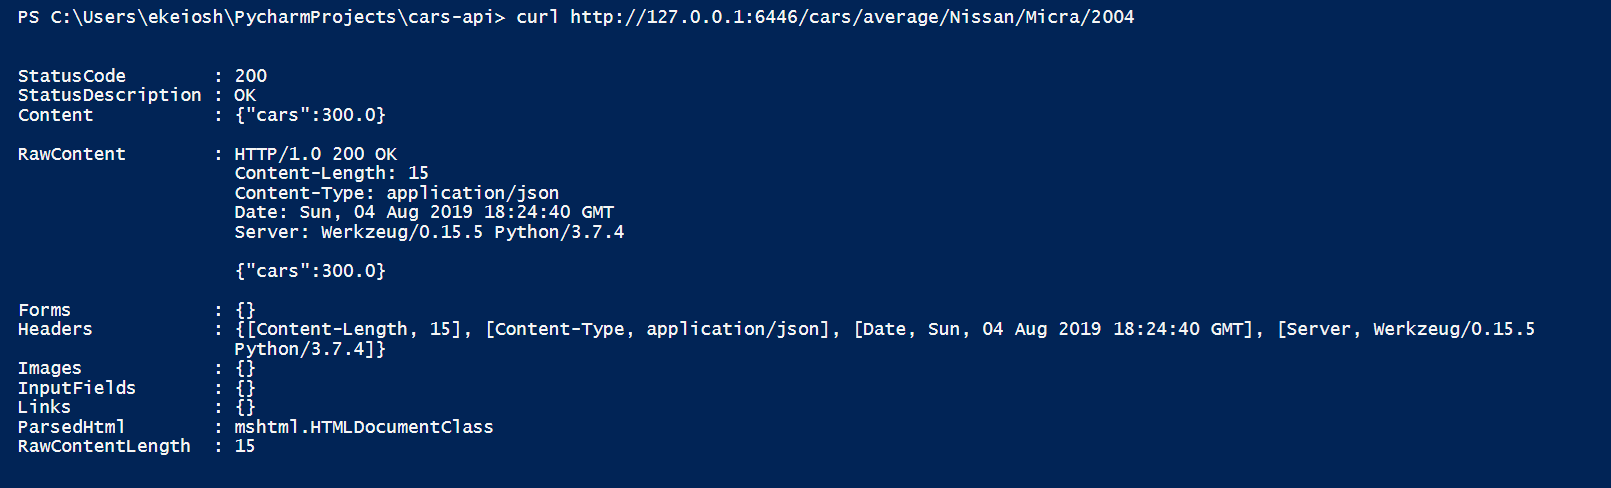 PS C:\Users\ekeiosh\PycharmProjects\cars-api> curl http://127.0.0.1:6446/cars/average/Nissan/Micra/2004
StatusCode : 200
StatusDescription : OK
Content : {"cars":300.0}
RawContent : HTTP/1.0 200 OK
Content-Length: 15
Content-Type: application/json
Date: Sun, 04 Aug 2019 18:24:40 GMT
Server: Werkzeug/0.15.5 Python/3.7.4
{"cars":300.0}
Forms : {}
Headers : {[Content-Length, 15], [Content-Type, application/json], [Date, Sun, 04 Aug 2019 18:24:40 GMT], [Server, Werkzeug/0.15.5
Python/3.7.4]}
Images : {}
InputFields : {}
Links : {}
ParsedHtml : mshtml.HTMLDocumentClass
RawContentLength : 15